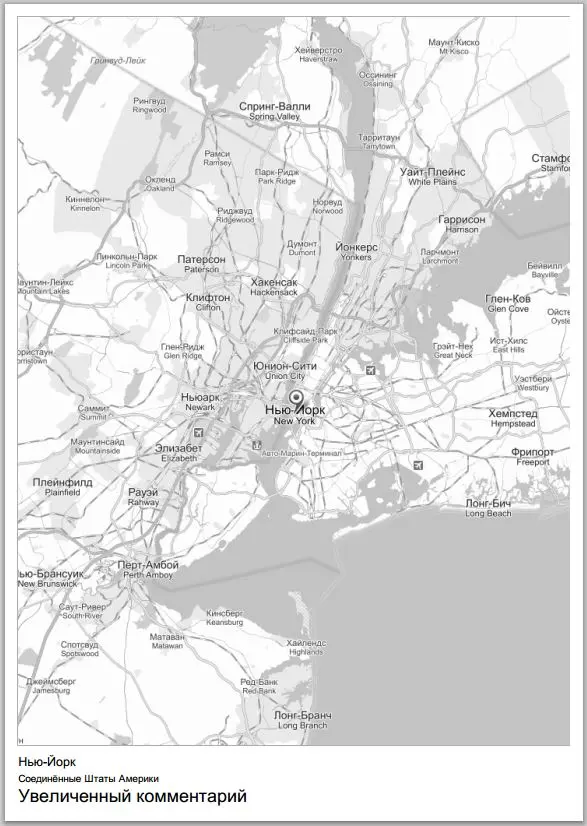 Хейверстро
Haverstraw
Маунт-Киско
Mt Kisco
Гринвуд-Лейк
Оссининг
Ossining
Рингвуд
Ringwood
Спринг-Валли
Spring Valley
Тарритаун
Tarrytown
Рамси
Ramsey
Стамфо
Stamfor
Парк-Ридж
Park Ridge
Уайт-Плейнс
White Plains
Окленд
Oakland
Киннелон
Kinnelon
Норвуд
Norwood
Риджвуд
Ridgewood
Гаррисон
Harrison
Думонт
Dumont
Йонкерс
Yonkers
Ларчмонт
Larchmont
Линкольн-Парк
Lincoln Park
Патерсон
Paterson
Бейвилл
Bayville
Хакенсак
Hackensack
аунтин-Лейкс
Mountain Lakes
Клифтон
Clifton
Глен-Ков
Glen Cove
Ойсте
Oyste
Клифсайд-Парк
Cliffside Park
Глен-Ридж
Glen Ridge
Грэйт-Нек
Great Neck
Ист-Хилс
East Hills
ористаун
orristown
Юнион-Сити
Union City
Уэстбери
Westbury
Ньюарк
Newark
Нью-Йорк
New York
Саммит
Summit
Хемпстед
Hempstead
Маунтинсайд
Mountainside
Элизабет
Elizabeth
Авто Марин-Терминал
Фрипорт
Freeport
Плейнфилд
Plainfield
Рауэй
Rahway
Лонг-Бич
Long Beach
Перт-Амбой
Perth Amboy
ью-Брансуик
New Brunswick
Саут-Ривер
South River
Кинсберг
Keansburg
Матаван
Matawan
Хайлендс
Highlands
Спотсвуд
Spotswood
Джеймсберг
Jamesburg
Ред-Банк
Red Bank
Лонг-Бранч
Long Branch
н
Нью-Йорк
Соединённые Штаты Америки
Увеличенный комментарий